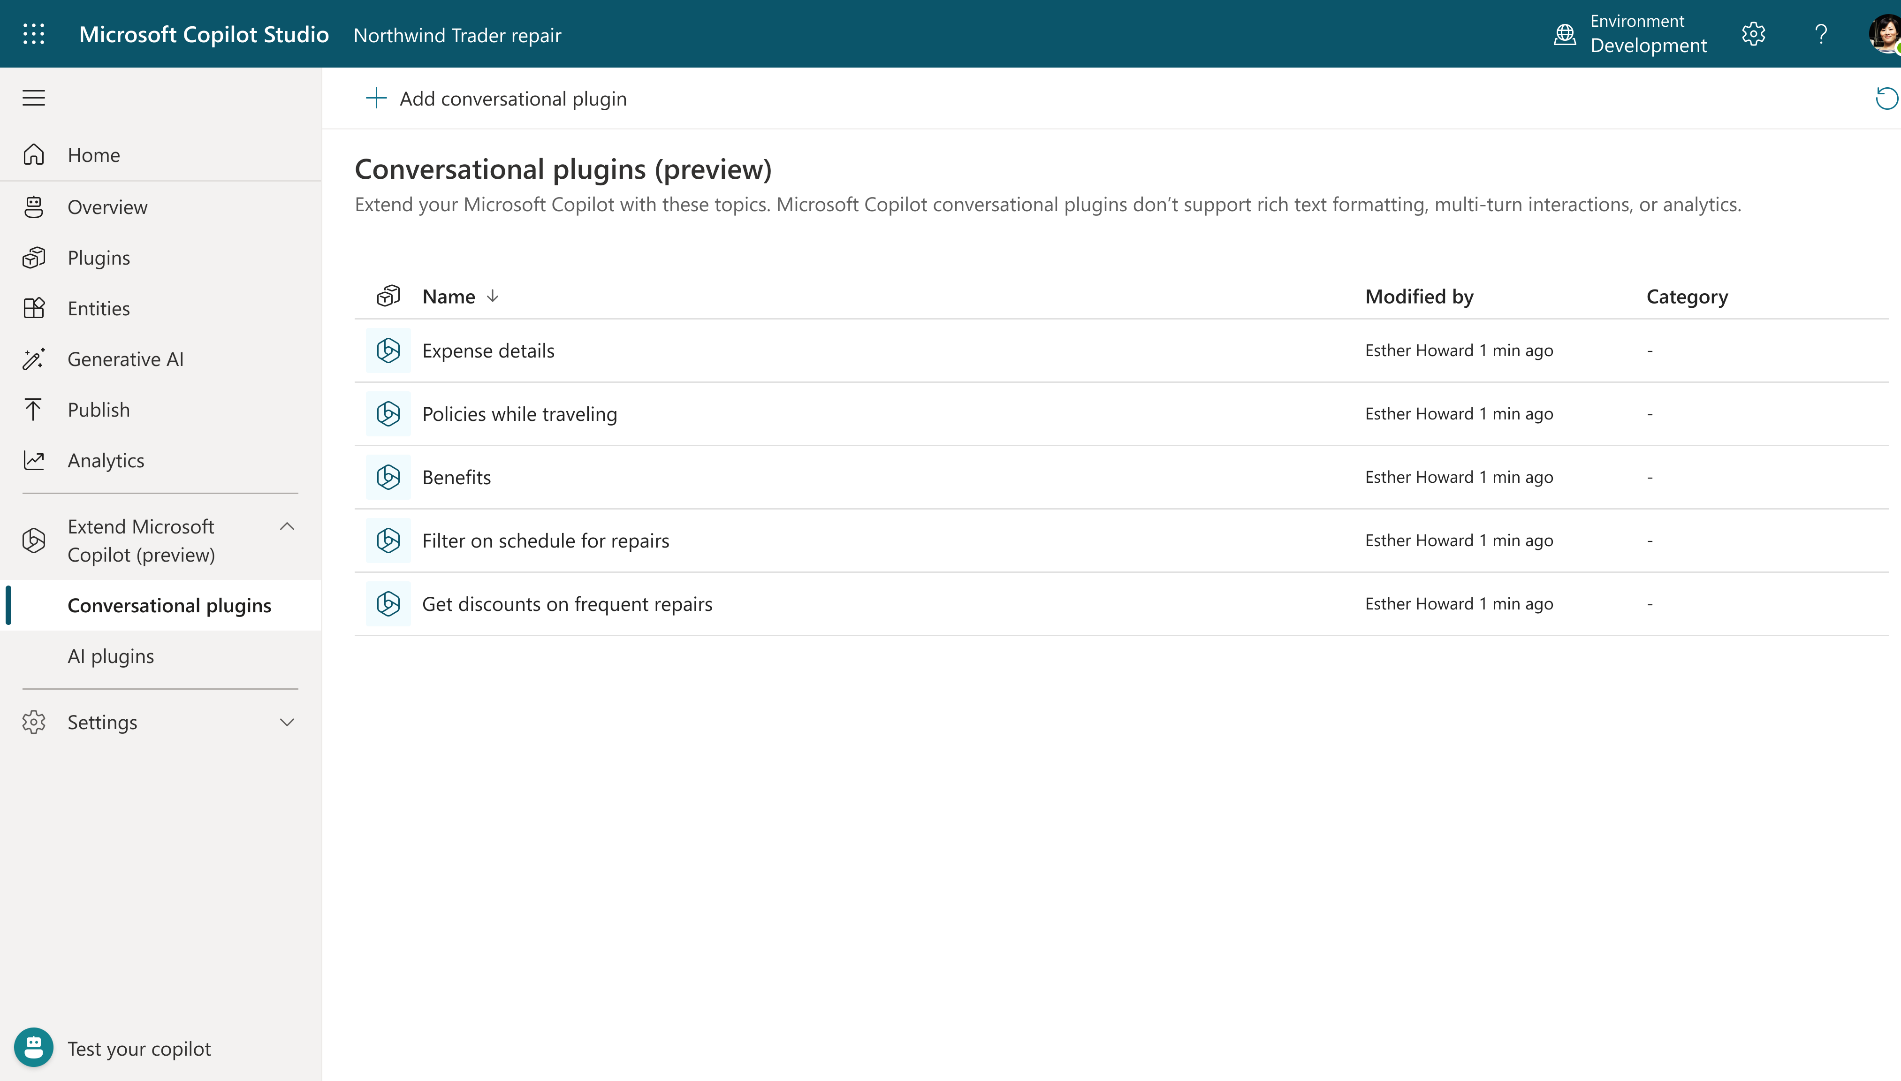 Microsoft Copilot Studio
Northwind Trader repair
Environment
Development
Add conversational plugin
Home
Overview
Plugins
Entities
Generative AI
Publish
Analytics
Extend Microsoft
Copilot (preview)
Conversational plugins
AI plugins
Settings
Test your copilot
Conversational plugins (preview)
Extend your Microsoft Copilot with these topics. Microsoft Copilot conversational plugins don’t support rich text formatting, multi-turn interactions, or analytics.
Name Modified by Category
Expense details Esther Howard 1 min ago -
Policies while traveling Esther Howard 1 min ago -
Benefits Esther Howard 1 min ago -
Filter on schedule for repairs Esther Howard 1 min ago -
Get discounts on frequent repairs Esther Howard 1 min ago -